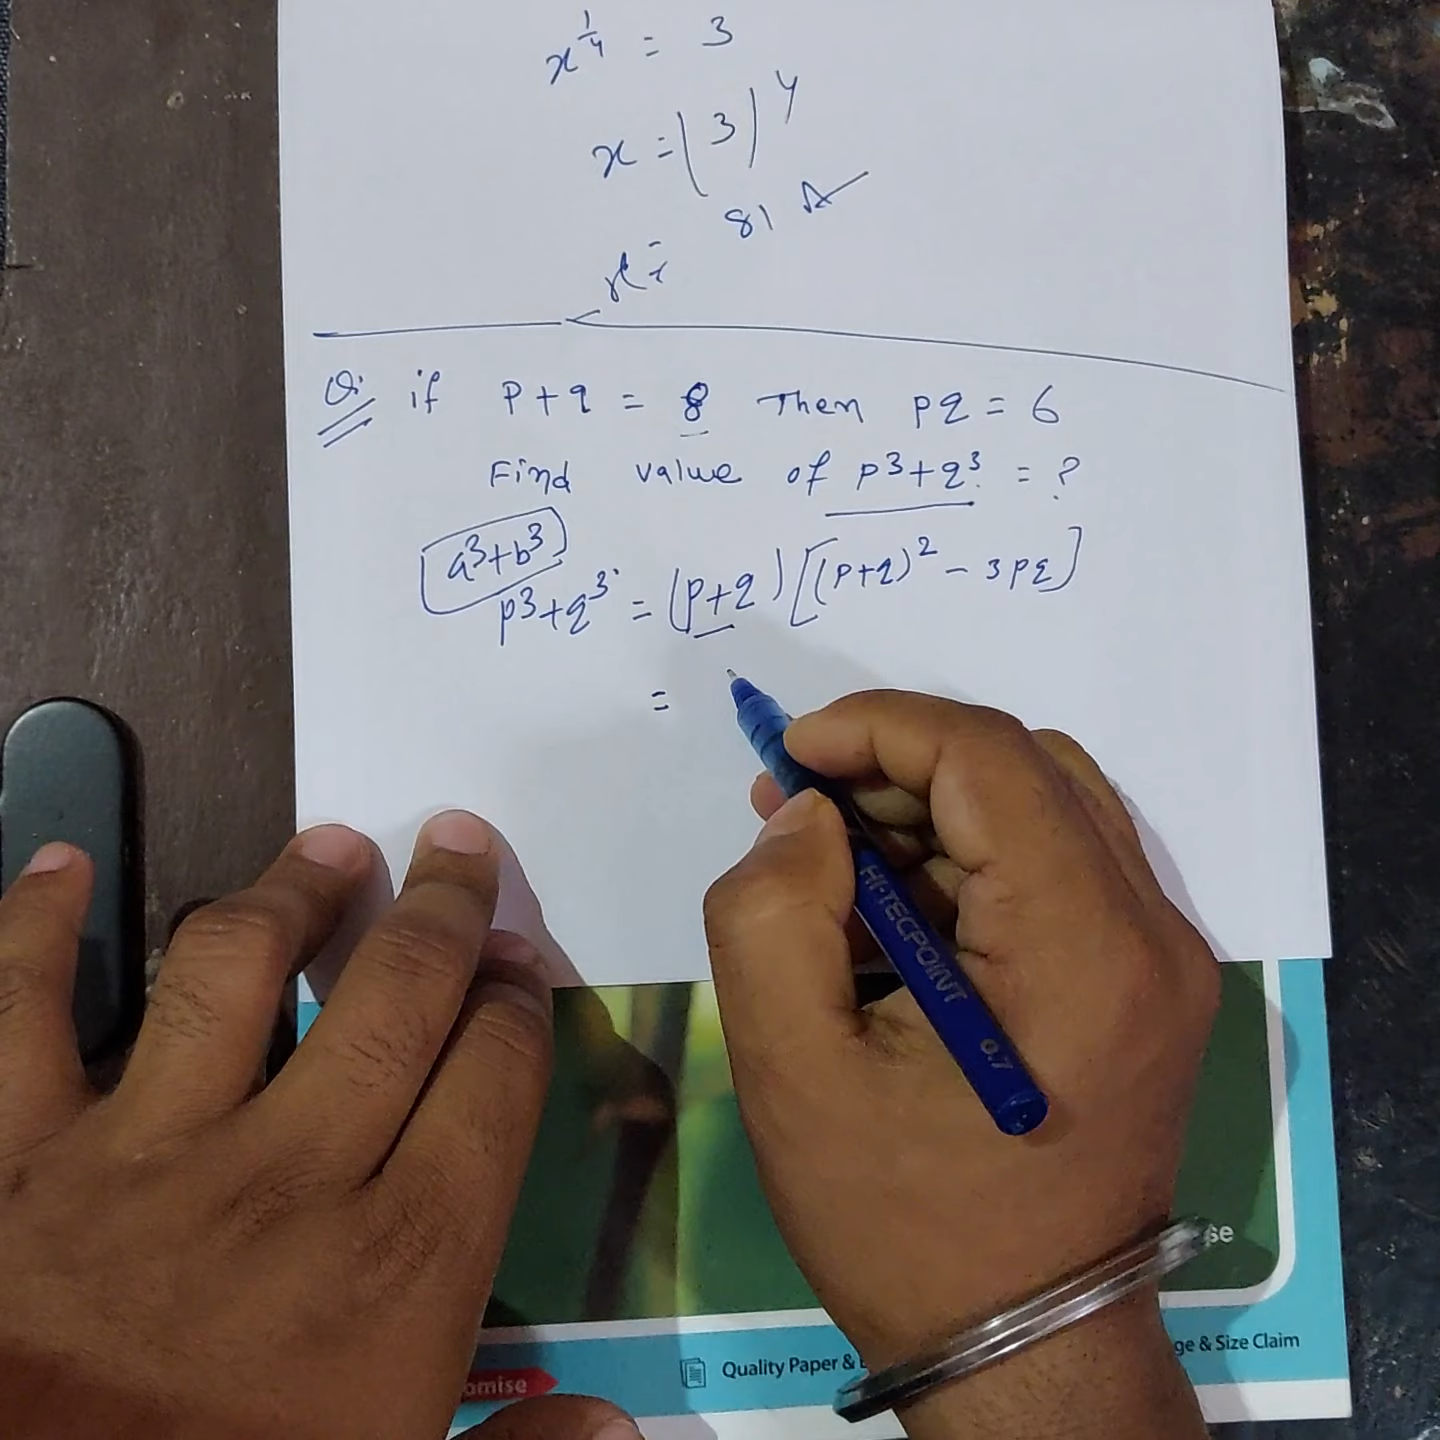 x^1/4 = 3
x = (3)^4
x = 81 A
Q: if P+q = 8 Then pq = 6
Find value of p³+q³ = ?
a³+b³
p³+q³ = (p+q)[(p+q)² - 3pq]
=
HI-TECPOINT 0.7
se
omise
Quality Paper &
ge & Size Claim